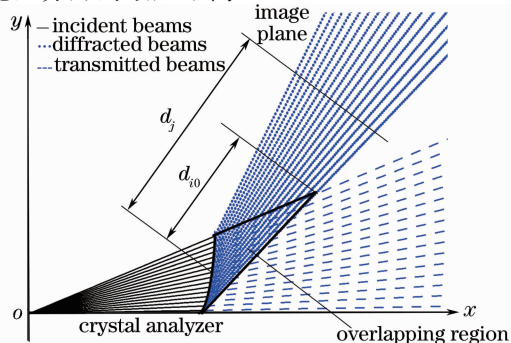 y
— incident beams
···diffracted beams
---transmitted beams
image
plane
d_j
d_i0
o
x
crystal analyzer
overlapping region